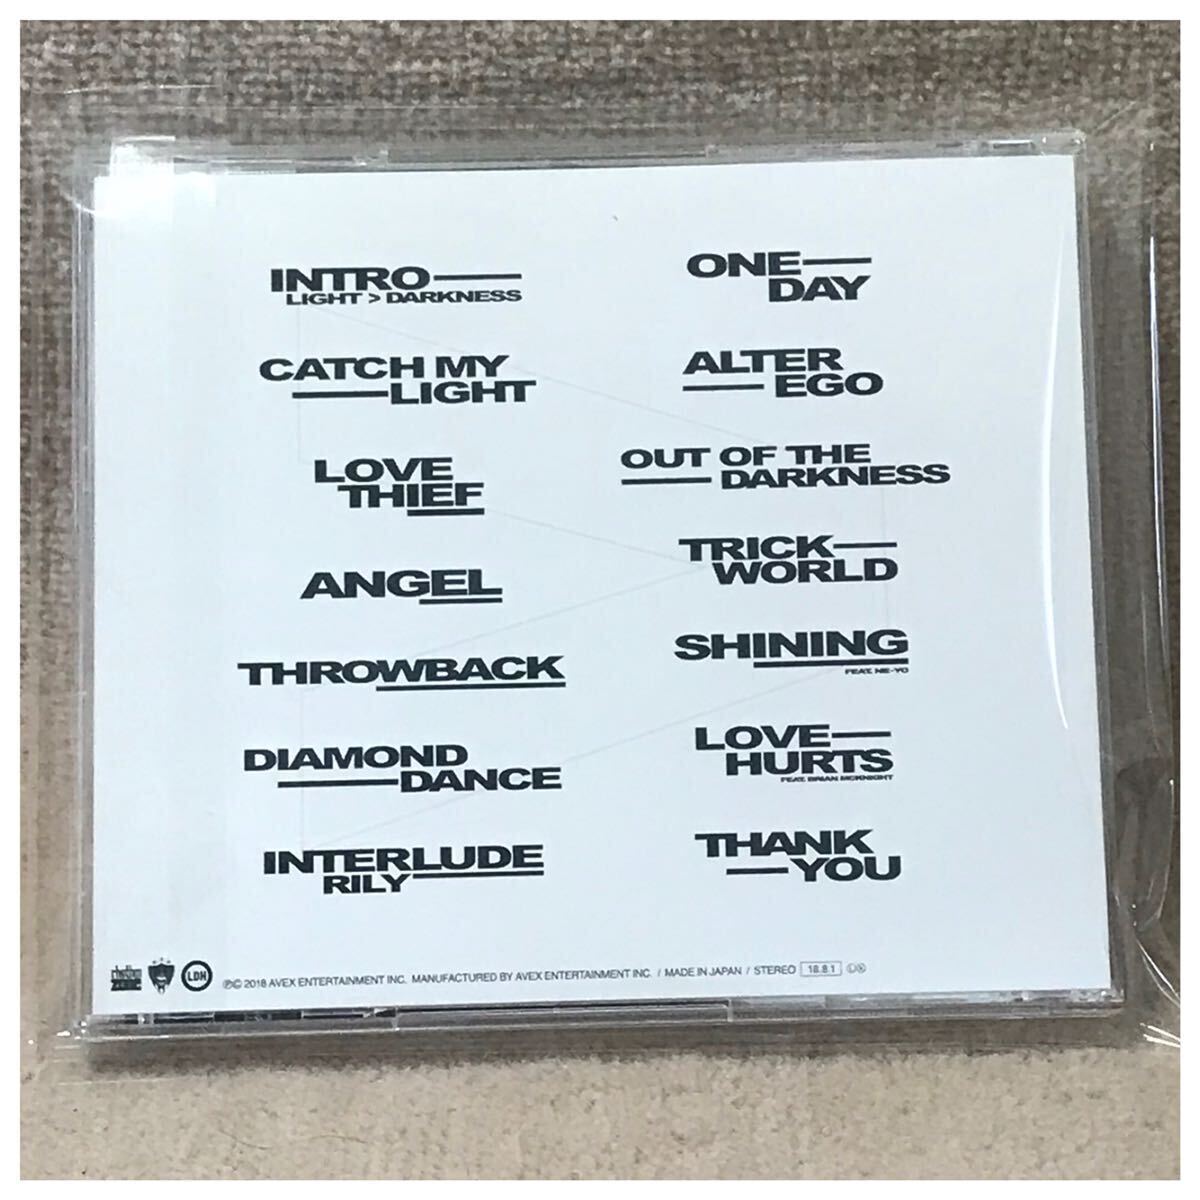 INTRO
LIGHT > DARKNESS
CATCH MY
LIGHT
LOVE
THIEF
ANGEL
THROWBACK
DIAMOND
DANCE
INTERLUDE
RILY
ONE
DAY
ALTER
EGO
OUT OF THE
DARKNESS
TRICK
WORLD
SHINING
FEAT. NE-YO
LOVE
HURTS
FEAT. BRIAN MCKNIGHT
THANK
YOU
LDH
℗© 2018 AVEX ENTERTAINMENT INC. MANUFACTURED BY AVEX ENTERTAINMENT INC. / MADE IN JAPAN / STEREO 18.8.1